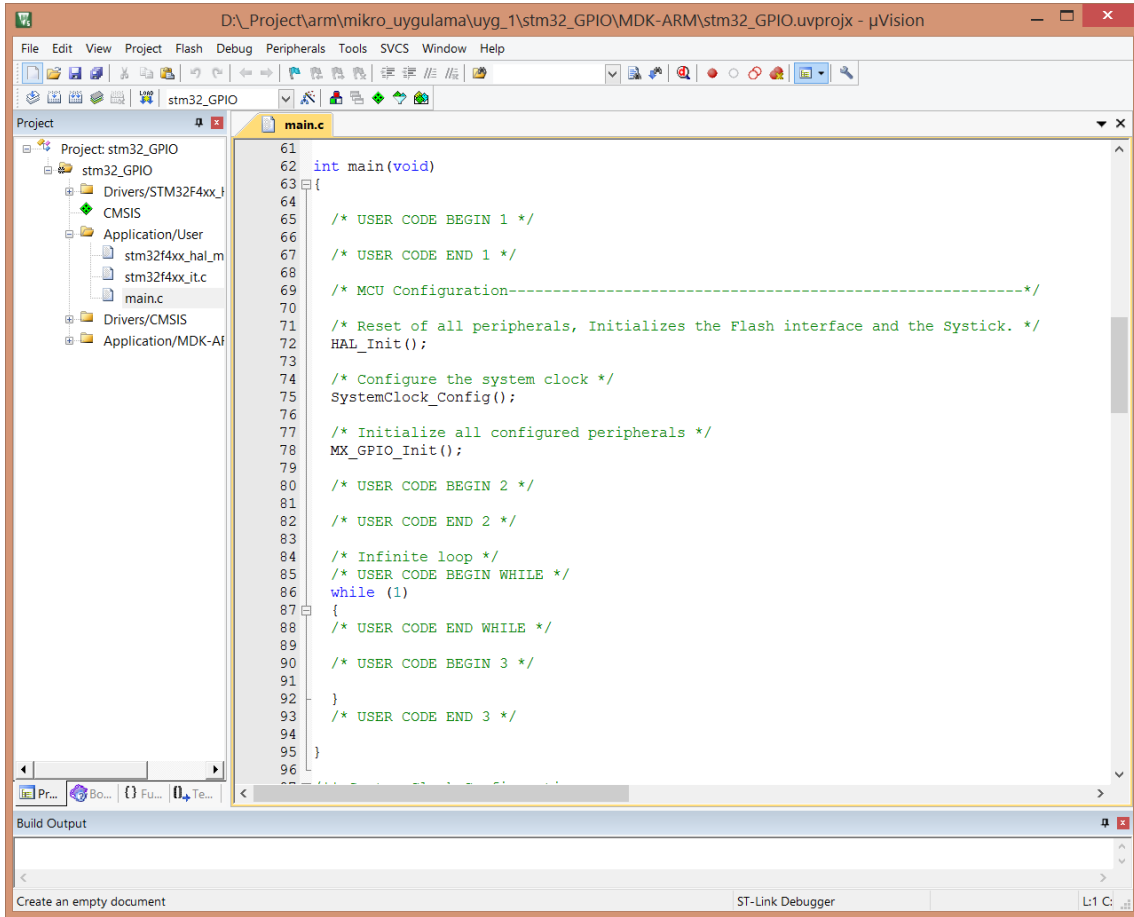 D:\_Project\arm\mikro_uygulama\uyg_1\stm32_GPIO\MDK-ARM\stm32_GPIO.uvprojx - µVision
File Edit View Project Flash Debug Peripherals Tools SVCS Window Help
stm32_GPIO
Project
Project: stm32_GPIO
stm32_GPIO
Drivers/STM32F4xx_H
CMSIS
Application/User
stm32f4xx_hal_m
stm32f4xx_it.c
main.c
Drivers/CMSIS
Application/MDK-AR
Pr... Bo... {} Fu... Te...
main.c
61
62 int main(void)
63 {
64
65 /* USER CODE BEGIN 1 */
66
67 /* USER CODE END 1 */
68
69 /* MCU Configuration----------------------------------------------------------*/
70
71 /* Reset of all peripherals, Initializes the Flash interface and the Systick. */
72 HAL_Init();
73
74 /* Configure the system clock */
75 SystemClock_Config();
76
77 /* Initialize all configured peripherals */
78 MX_GPIO_Init();
79
80 /* USER CODE BEGIN 2 */
81
82 /* USER CODE END 2 */
83
84 /* Infinite loop */
85 /* USER CODE BEGIN WHILE */
86 while (1)
87 {
88 /* USER CODE END WHILE */
89
90 /* USER CODE BEGIN 3 */
91
92 }
93 /* USER CODE END 3 */
94
95 }
96
Build Output
Create an empty document
ST-Link Debugger
L:1 C: